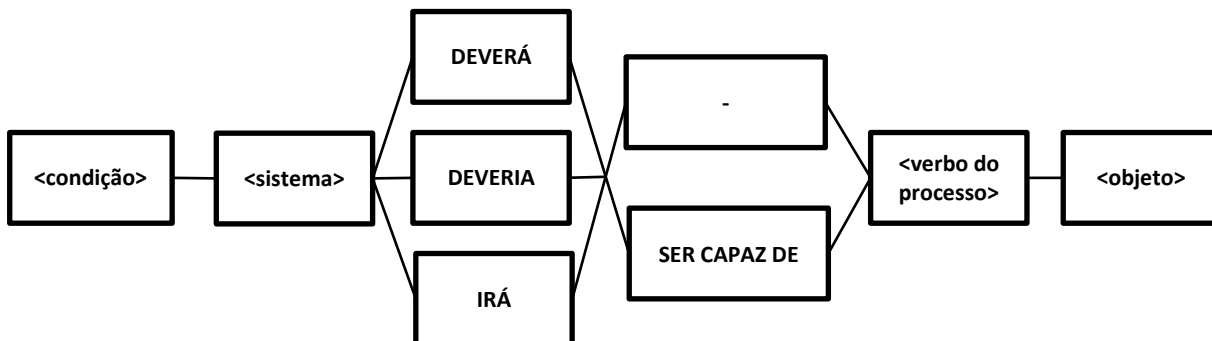 <condição>
<sistema>
DEVERÁ
DEVERIA
IRÁ
-
SER CAPAZ DE
<verbo do
processo>
<objeto>